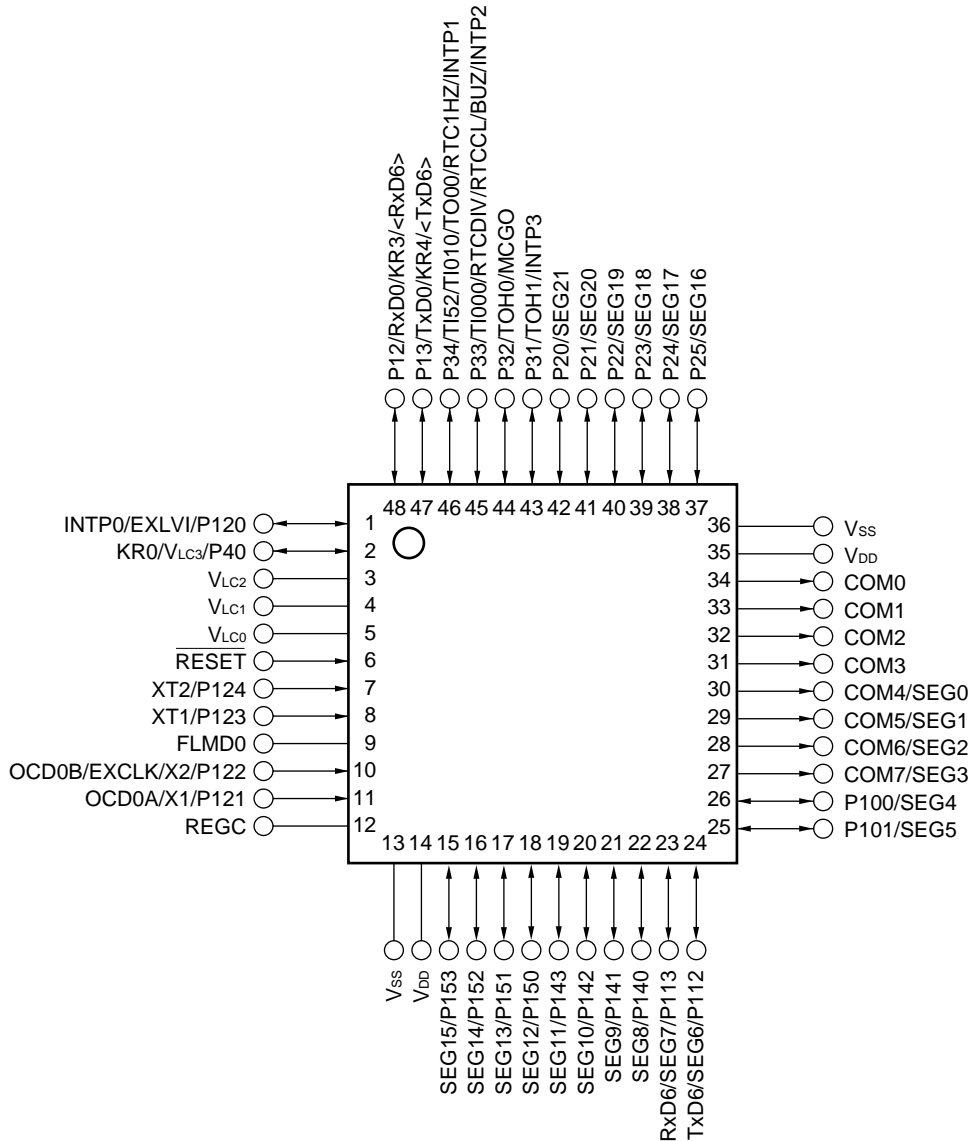 P12/RxD0/KR3/<RxD6>
P13/TxD0/KR4/<TxD6>
P34/TI52/TI010/TO00/RTC1HZ/INTP1
P33/TI000/RTCDIV/RTCCL/BUZ/INTP2
P32/TOH0/MCGO
P31/TOH1/INTP3
P20/SEG21
P21/SEG20
P22/SEG19
P23/SEG18
P24/SEG17
P25/SEG16
48 47 46 45 44 43 42 41 40 39 38 37
INTP0/EXLVI/P120 1
KR0/VLC3/P40 2
VLC2 3
VLC1 4
VLC0 5
RESET 6
XT2/P124 7
XT1/P123 8
FLMD0 9
OCD0B/EXCLK/X2/P122 10
OCD0A/X1/P121 11
REGC 12
36 VSS
35 VDD
34 COM0
33 COM1
32 COM2
31 COM3
30 COM4/SEG0
29 COM5/SEG1
28 COM6/SEG2
27 COM7/SEG3
26 P100/SEG4
25 P101/SEG5
13 14 15 16 17 18 19 20 21 22 23 24
VSS
VDD
SEG15/P153
SEG14/P152
SEG13/P151
SEG12/P150
SEG11/P143
SEG10/P142
SEG9/P141
SEG8/P140
RxD6/SEG7/P113
TxD6/SEG6/P112